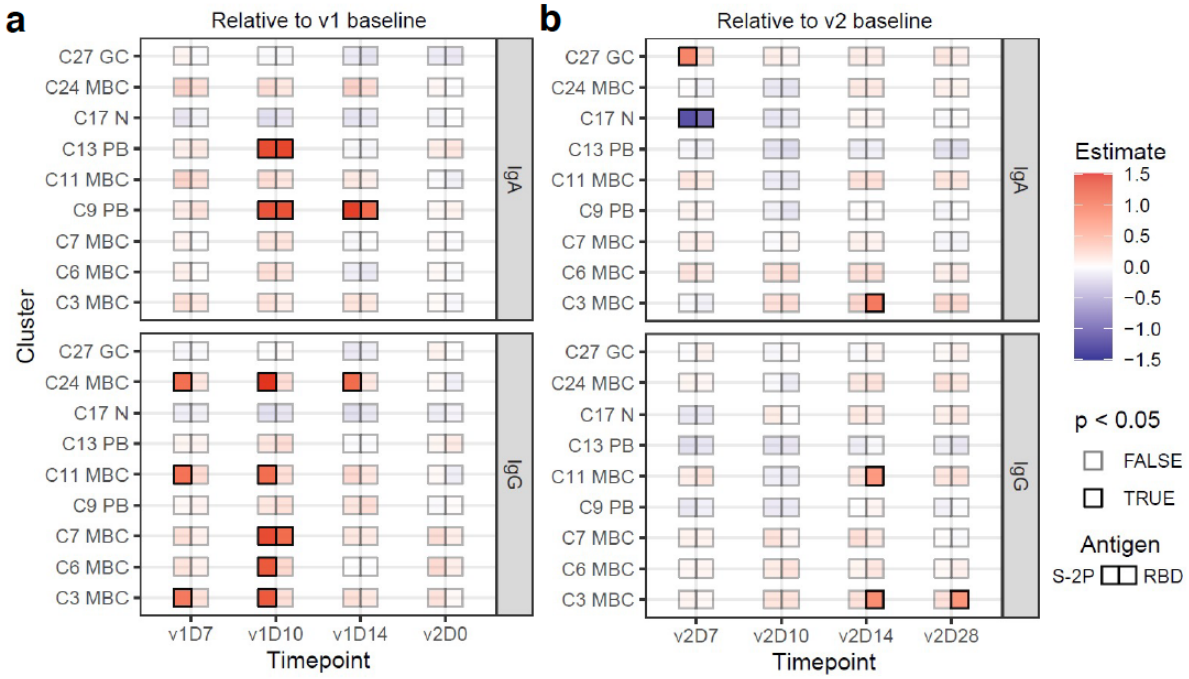 a
Relative to v1 baseline
C27 GC
C24 MBC
C17 N
C13 PB
C11 MBC
C9 PB
C7 MBC
C6 MBC
C3 MBC
IgA
C27 GC
C24 MBC
C17 N
C13 PB
C11 MBC
C9 PB
C7 MBC
C6 MBC
C3 MBC
IgG
Cluster
v1D7 v1D10 v1D14 v2D0
Timepoint
b
Relative to v2 baseline
C27 GC
C24 MBC
C17 N
C13 PB
C11 MBC
C9 PB
C7 MBC
C6 MBC
C3 MBC
IgA
C27 GC
C24 MBC
C17 N
C13 PB
C11 MBC
C9 PB
C7 MBC
C6 MBC
C3 MBC
IgG
v2D7 v2D10 v2D14 v2D28
Timepoint
Estimate
1.5
1.0
0.5
0.0
−0.5
−1.0
−1.5
p < 0.05
FALSE
TRUE
Antigen
S-2P RBD